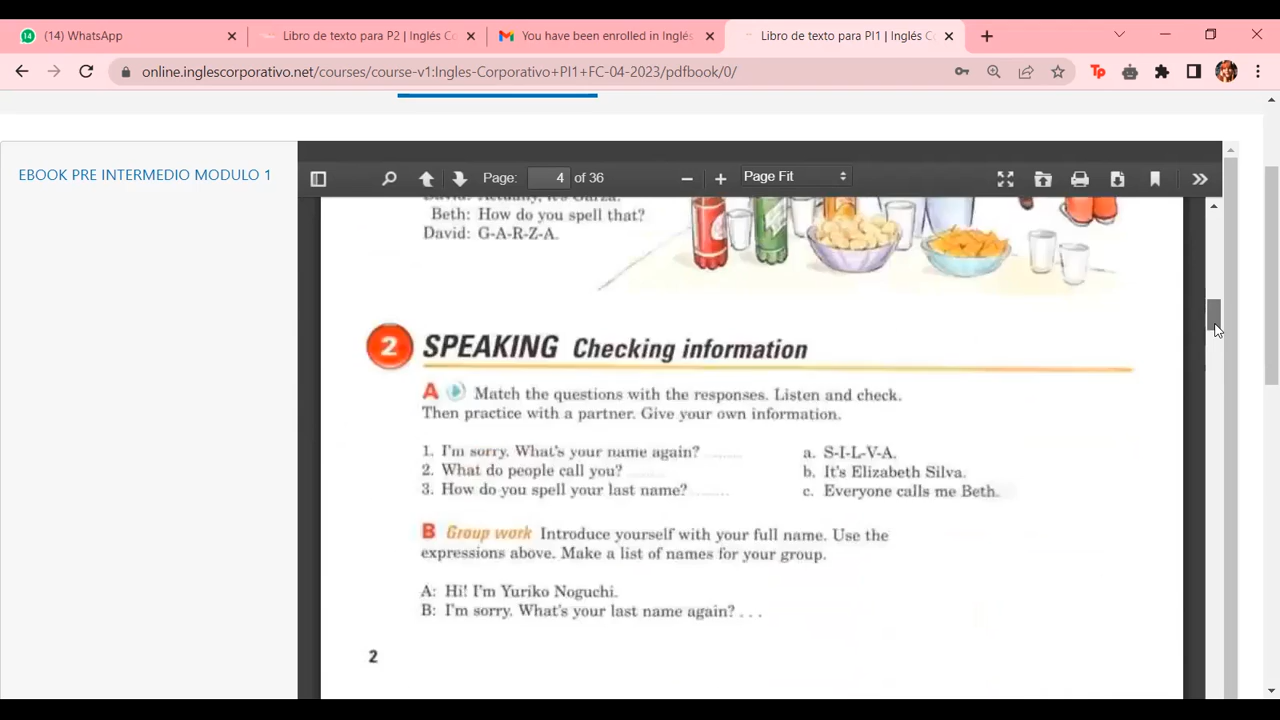 14
(14) WhatsApp
Libro de texto para P2 | Inglés Co
You have been enrolled in Inglés
Libro de texto para PI1 | Inglés C
online.inglescorporativo.net/courses/course-v1:Ingles-Corporativo+PI1+FC-04-2023/pdfbook/0/
Tp
EBOOK PRE INTERMEDIO MODULO 1
Page: 4 of 36
Page Fit
David: Actually, it's Garza.
Beth: How do you spell that?
David: G-A-R-Z-A.
2 SPEAKING Checking information
A Match the questions with the responses. Listen and check.
Then practice with a partner. Give your own information.
1. I'm sorry. What's your name again? ........
2. What do people call you? ........
3. How do you spell your last name? ........
a. S-I-L-V-A.
b. It's Elizabeth Silva.
c. Everyone calls me Beth.
B Group work Introduce yourself with your full name. Use the
expressions above. Make a list of names for your group.
A: Hi! I'm Yuriko Noguchi.
B: I'm sorry. What's your last name again? . . .
2